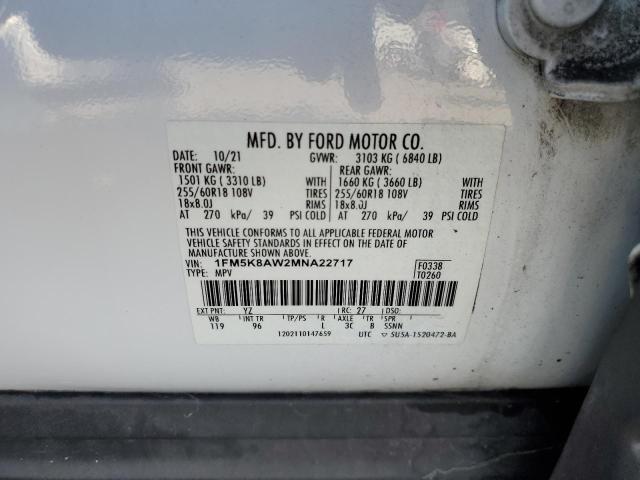 MFD. BY FORD MOTOR CO.
DATE: 10/21 GVWR: 3103 KG ( 6840 LB)
FRONT GAWR: REAR GAWR:
1501 KG ( 3310 LB) WITH 1660 KG ( 3660 LB) WITH
255/60R18 108V TIRES 255/60R18 108V TIRES
18x8.0J RIMS 18x8.0J RIMS
AT 270 kPa/ 39 PSI COLD AT 270 kPa/ 39 PSI COLD
THIS VEHICLE CONFORMS TO ALL APPLICABLE FEDERAL MOTOR
VEHICLE SAFETY STANDARDS IN EFFECT ON THE DATE OF
MANUFACTURE SHOWN ABOVE.
VIN: 1FM5K8AW2MNA22717 F0338
TYPE: MPV T0260
EXT PNT: YZ RC: 27 DSO:
WB INT TR TP/PS R AXLE TR SPR
119 96 L 3C B SSNN
1202110147659 UTC ▽ 5U5A-1520472-BA